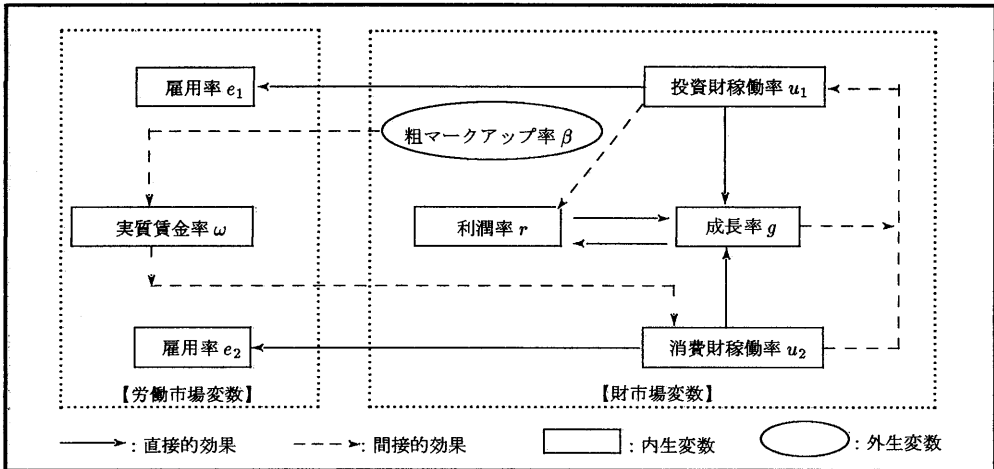 雇用率 e₁
投資財稼働率 u₁
粗マークアップ率 β
実質賃金率 ω
利潤率 r
成長率 g
雇用率 e₂
消費財稼働率 u₂
【労働市場変数】
【財市場変数】
：直接的効果
：間接的効果
：内生変数
：外生変数